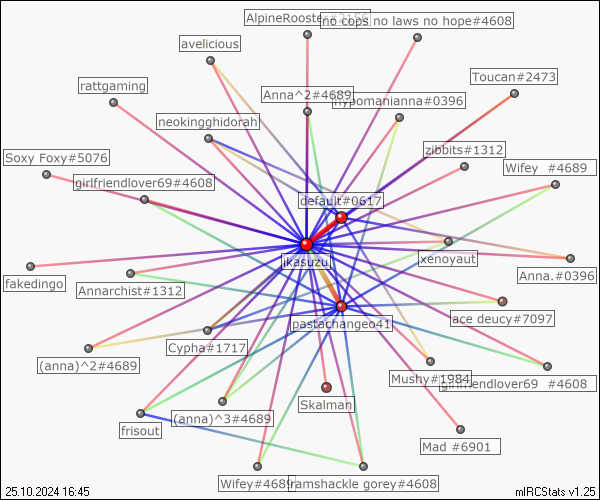 AlpineRooster#2156
no cops no laws no hope#4608
avelicious
Toucan#2473
rattgaming
Anna^2#4689
hypomanianna#0396
neokingghidorah
zibbits#1312
Soxy Foxy#5076
Wifey  #4689
girlfriendlover69#4608
default#0617
ikasuzu
xenoyaut
Anna.#0396
fakedingo
Annarchist#1312
ace deucy#7097
pastachangeo41
Cypha#1717
(anna)^2#4689
Mushy#1984
girlfriendlover69  #4608
Skalman
(anna)^3#4689
frisout
Mad #6901
Wifey#4689
ramshackle gorey#4608
25.10.2024 16:45
mIRCStats v1.25